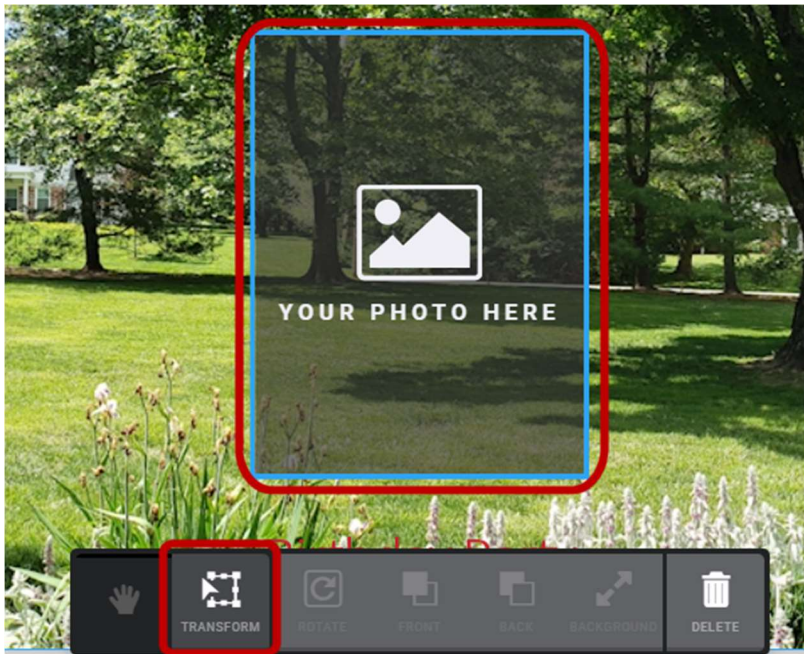 YOUR PHOTO HERE
TRANSFORM
ROTATE
FRONT
BACK
BACKGROUND
DELETE